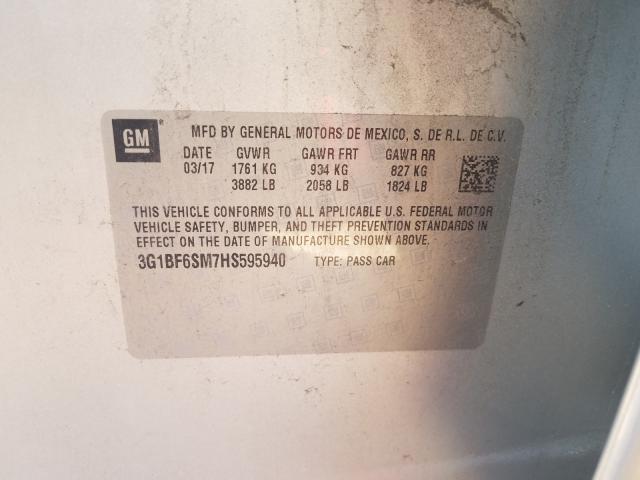 GM ® MFD BY GENERAL MOTORS DE MEXICO, S. DE R.L. DE C.V.
DATE GVWR GAWR FRT GAWR RR
03/17 1761 KG 934 KG 827 KG
3882 LB 2058 LB 1824 LB
THIS VEHICLE CONFORMS TO ALL APPLICABLE U.S. FEDERAL MOTOR
VEHICLE SAFETY, BUMPER, AND THEFT PREVENTION STANDARDS IN
EFFECT ON THE DATE OF MANUFACTURE SHOWN ABOVE.
3G1BF6SM7HS595940 TYPE: PASS CAR